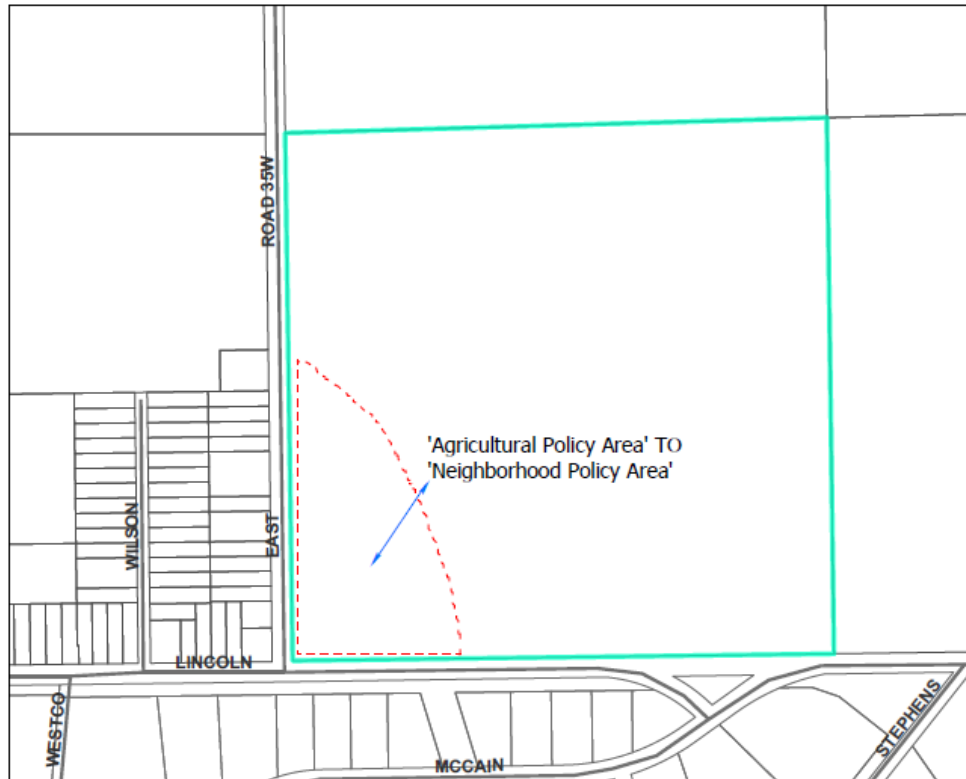 ROAD 35W
'Agricultural Policy Area' TO
'Neighborhood Policy Area'
WILSON
EAST
LINCOLN
WESTCO
STEPHENS
MCCAIN